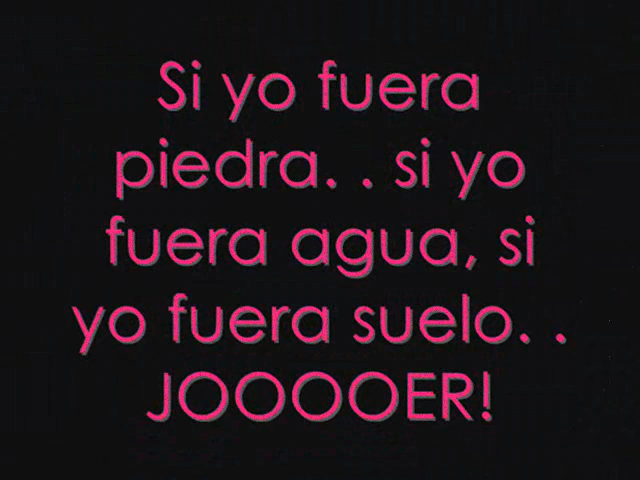 Si yo fuera
piedra. . si yo
fuera agua, si
yo fuera suelo. .
JOOOOER!